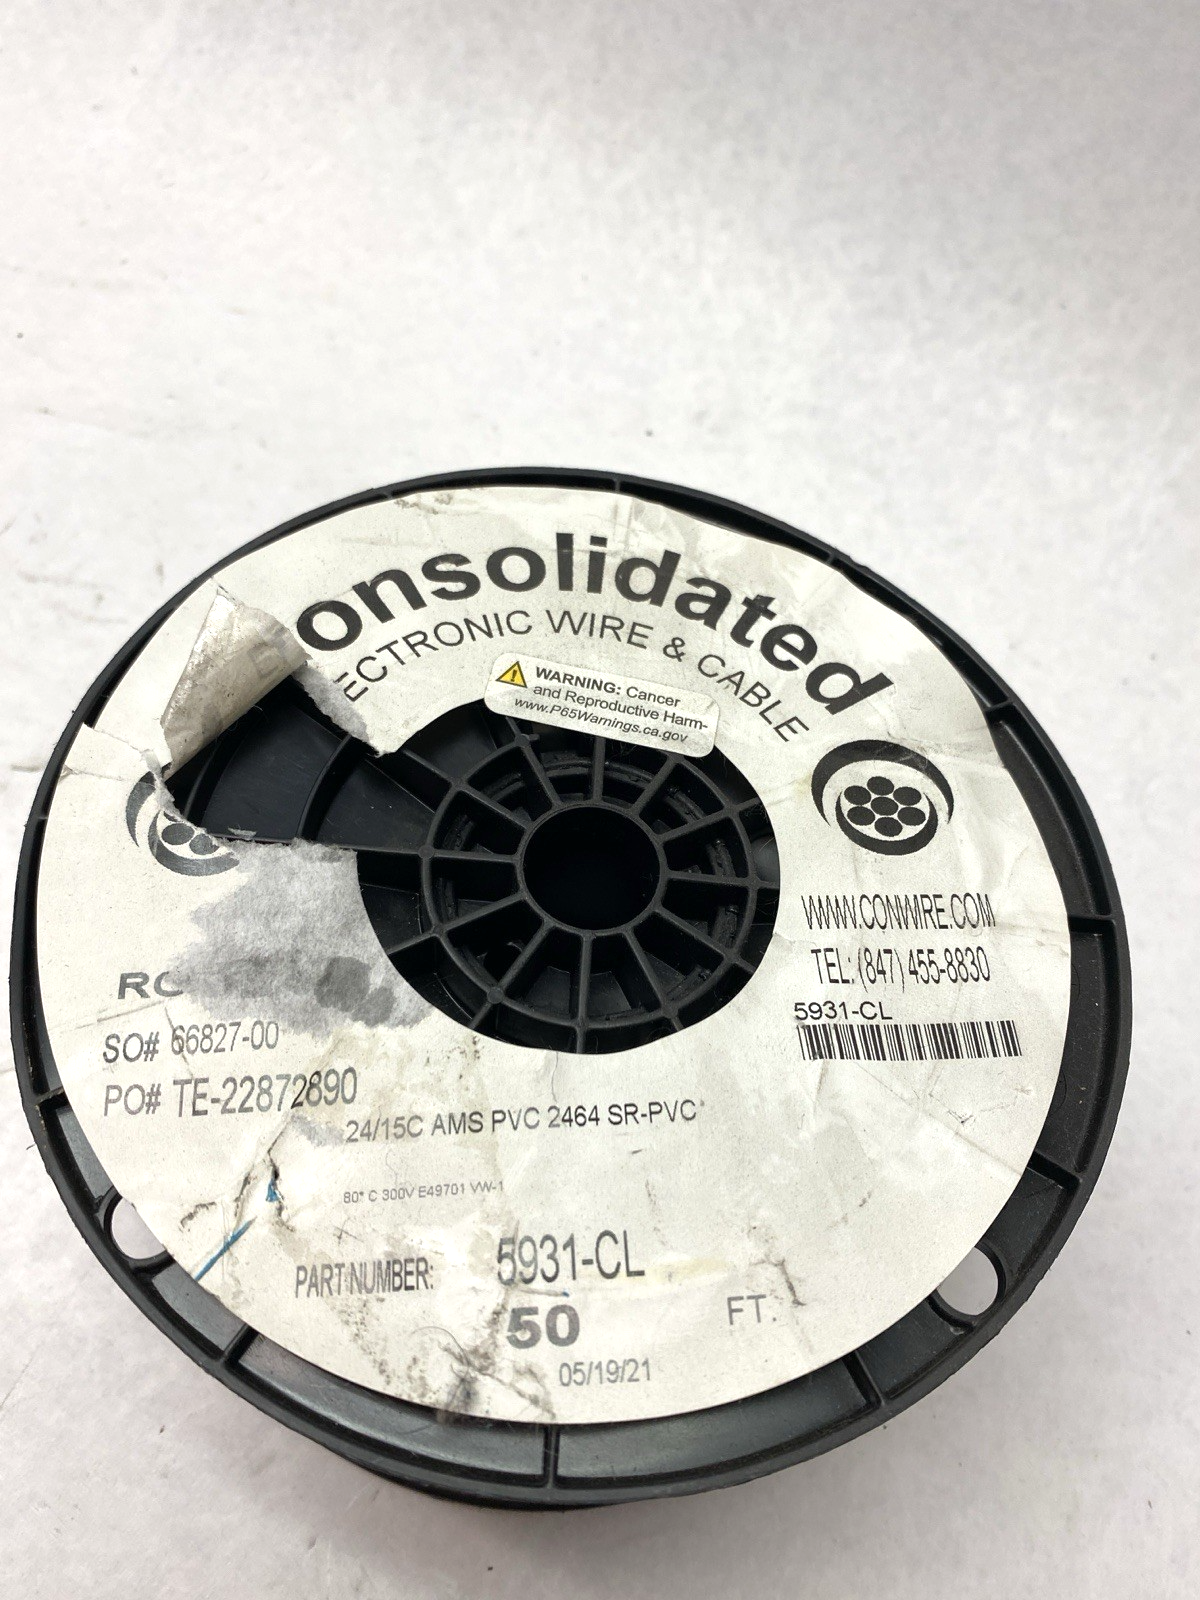 onsolidated
ECTRONIC WIRE & CABLE
WARNING: Cancer
and Reproductive Harm-
www.P65Warnings.ca.gov
WWW.CONWIRE.COM
TEL: (847) 455-8830
5931-CL
RO
SO# 66827-00
PO# TE-22872890
24/15C AMS PVC 2464 SR-PVC*
80° C 300V E49701 VW-1
PART NUMBER: 5931-CL
50 FT.
05/19/21